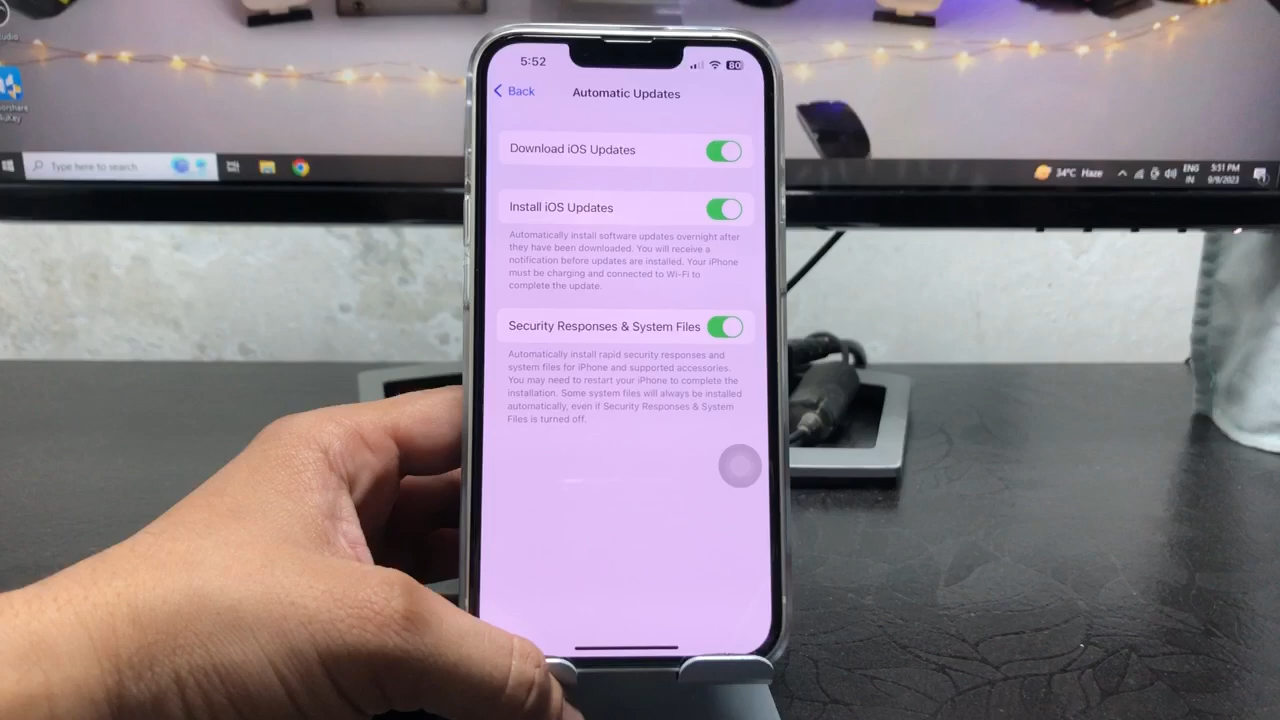 5:52
80
Back
Automatic Updates
Download iOS Updates
Install iOS Updates
Automatically install software updates overnight after
they have been downloaded. You will receive a
notification before updates are installed. Your iPhone
must be charging and connected to Wi-Fi to
complete the update.
Security Responses & System Files
Automatically install rapid security responses and
system files for iPhone and supported accessories.
You may need to restart your iPhone to complete the
installation. Some system files will always be installed
automatically, even if Security Responses & System
Files is turned off.
Type here to search
34°C Haze
ENG
IN
5:51 PM
9/9/2023